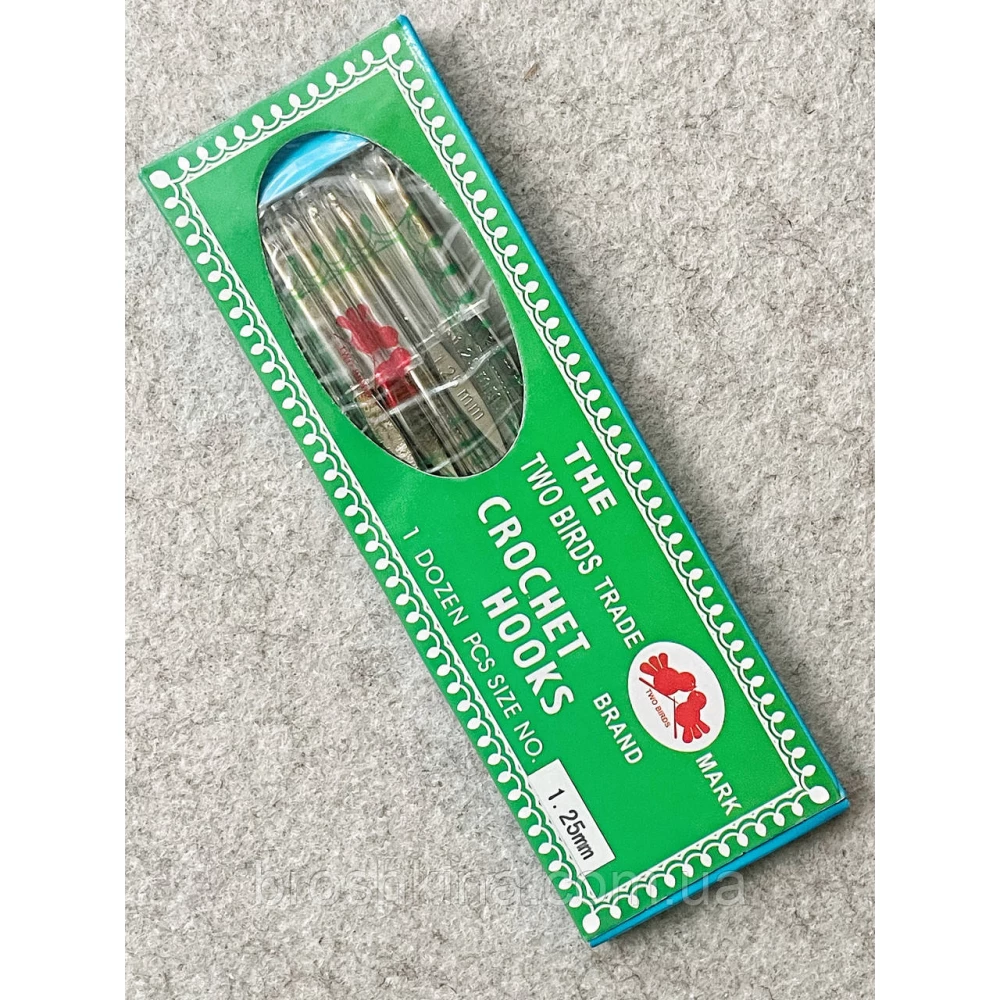 THE
TWO BIRDS TRADE MARK
BRAND
TWO BIRDS
CROCHET
HOOKS
1 DOZEN PCS SIZE NO.
1.25mm